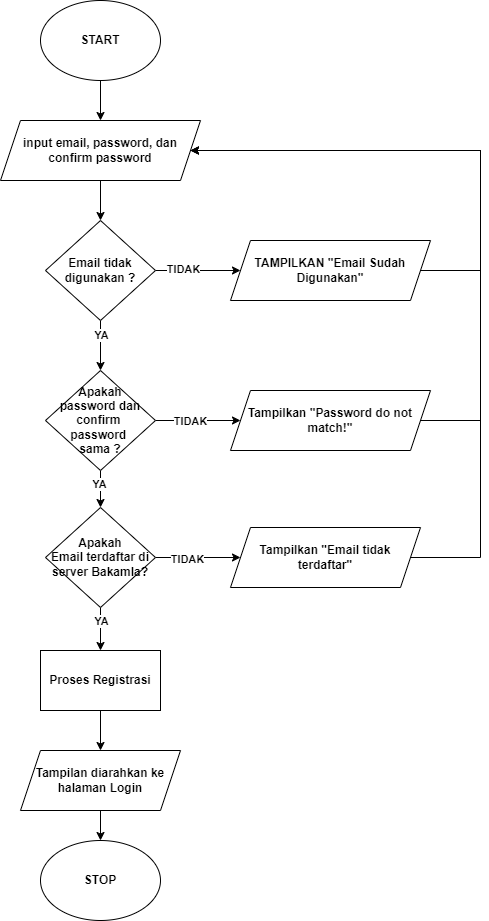 START
input email, password, dan
confirm password
Email tidak
digunakan ?
TIDAK
TAMPILKAN "Email Sudah
Digunakan"
YA
Apakah
password dan
confirm
password
sama ?
TIDAK
Tampilkan "Password do not
match!"
YA
Apakah
Email terdaftar di
server Bakamla?
TIDAK
Tampilkan "Email tidak
terdaftar"
YA
Proses Registrasi
Tampilan diarahkan ke
halaman Login
STOP